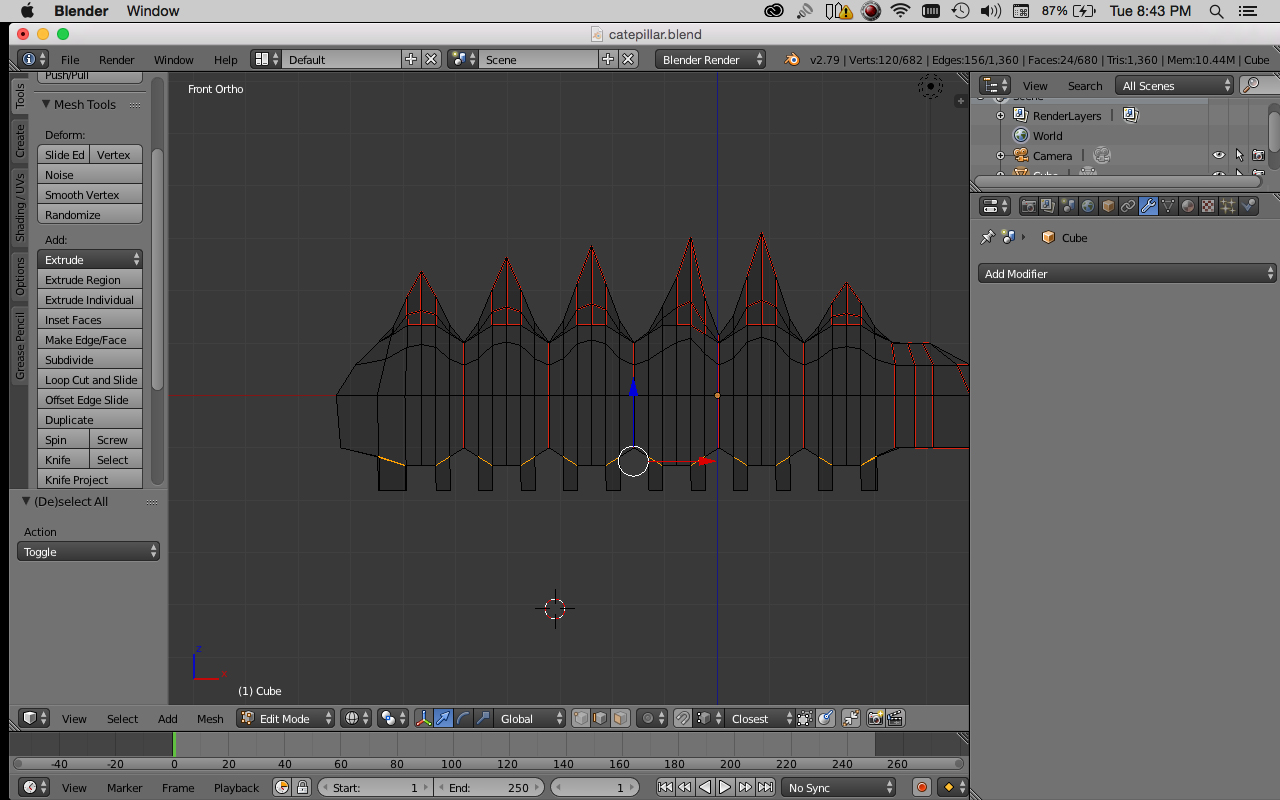 Blender Window 87% Tue 8:43 PM
catepillar.blend
File Render Window Help Default Scene Blender Render v2.79 | Verts:120/682 | Edges:156/1,360 | Faces:24/680 | Tris:1,360 | Mem:10.44M | Cube
Push/Pull
Tools
Create
Shading / UVs
Options
Grease Pencil
Mesh Tools
Deform:
Slide Ed Vertex
Noise
Smooth Vertex
Randomize
Add:
Extrude
Extrude Region
Extrude Individual
Inset Faces
Make Edge/Face
Subdivide
Loop Cut and Slide
Offset Edge Slide
Duplicate
Spin Screw
Knife Select
Knife Project
(De)select All
Action
Toggle
Front Ortho
z
(1) Cube
View Search All Scenes
Scene
RenderLayers |
World
Camera |
Cube
Cube
Add Modifier
View Select Add Mesh Edit Mode Global Closest
-40 -20 0 20 40 60 80 100 120 140 160 180 200 220 240 260
View Marker Frame Playback Start: 1 End: 250 1 No Sync